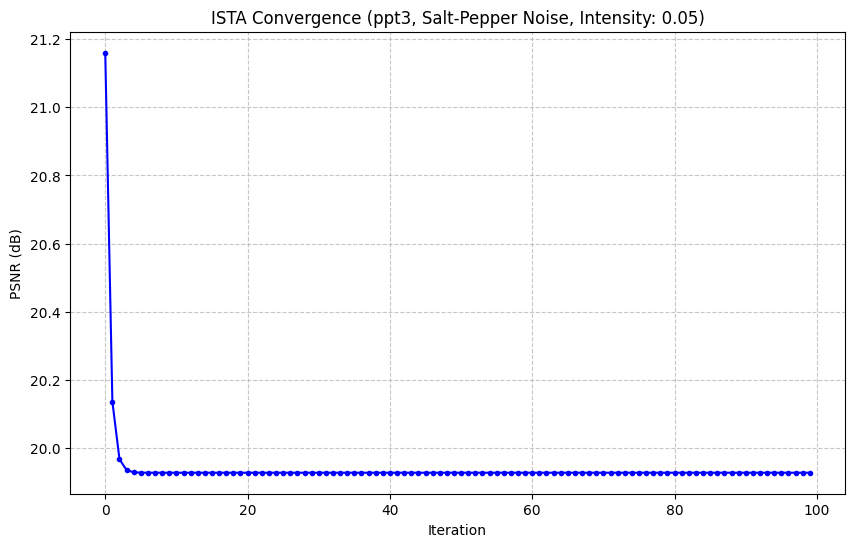 ISTA Convergence (ppt3, Salt-Pepper Noise, Intensity: 0.05)
21.2
21.0
20.8
20.6
20.4
20.2
20.0
PSNR (dB)
0 20 40 60 80 100
Iteration